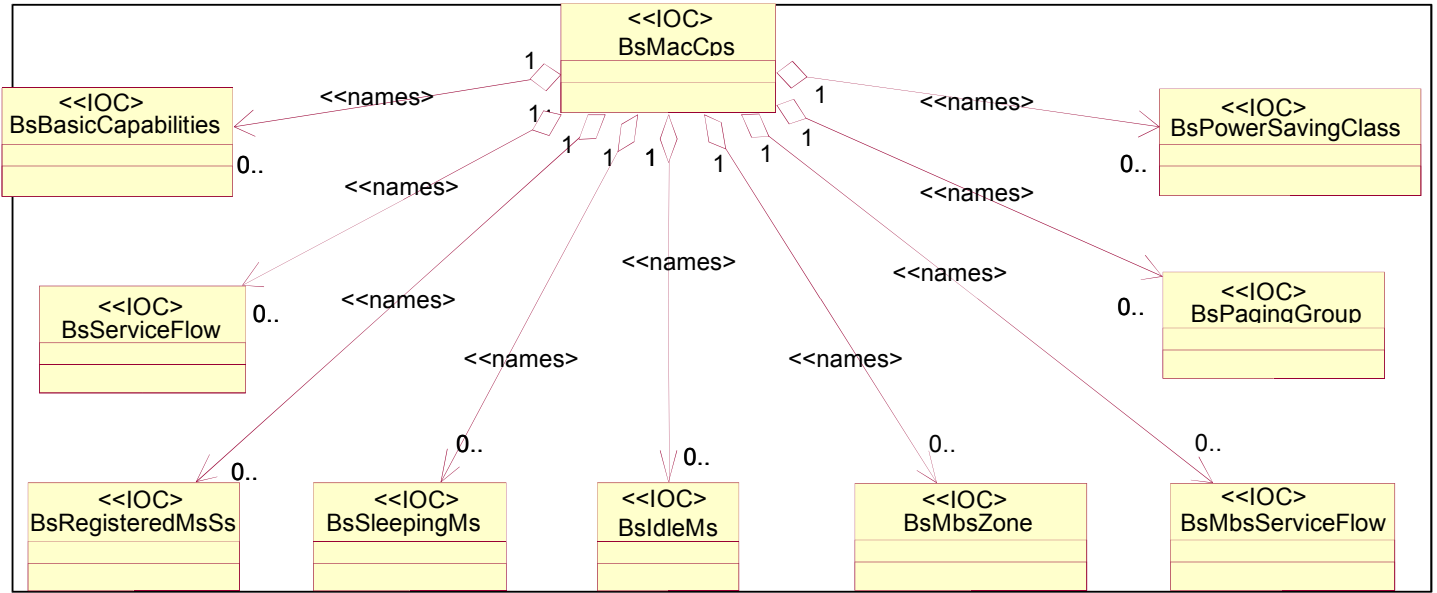 <<IOC>
BsMacCps
1
<<names>
1
<<names>
<<IOC>
BsBasicCapabilities
0..
<<IOC>
BsPowerSavingClass
0..
1
1
1
1
1
1
1
<<names>
<<names>
<<names>
<<names>
<<names>
<<names>
<<names>
<<IOC>
BsServiceFlow
0..
<<IOC>
BsPagingGroup
0..
0..
0..
0..
0..
0..
<<IOC>
BsRegisteredMsSs
<<IOC>
BsSleepingMs
<<IOC>
BsIdleMs
<<IOC>
BsMbsZone
<<IOC>
BsMbsServiceFlow